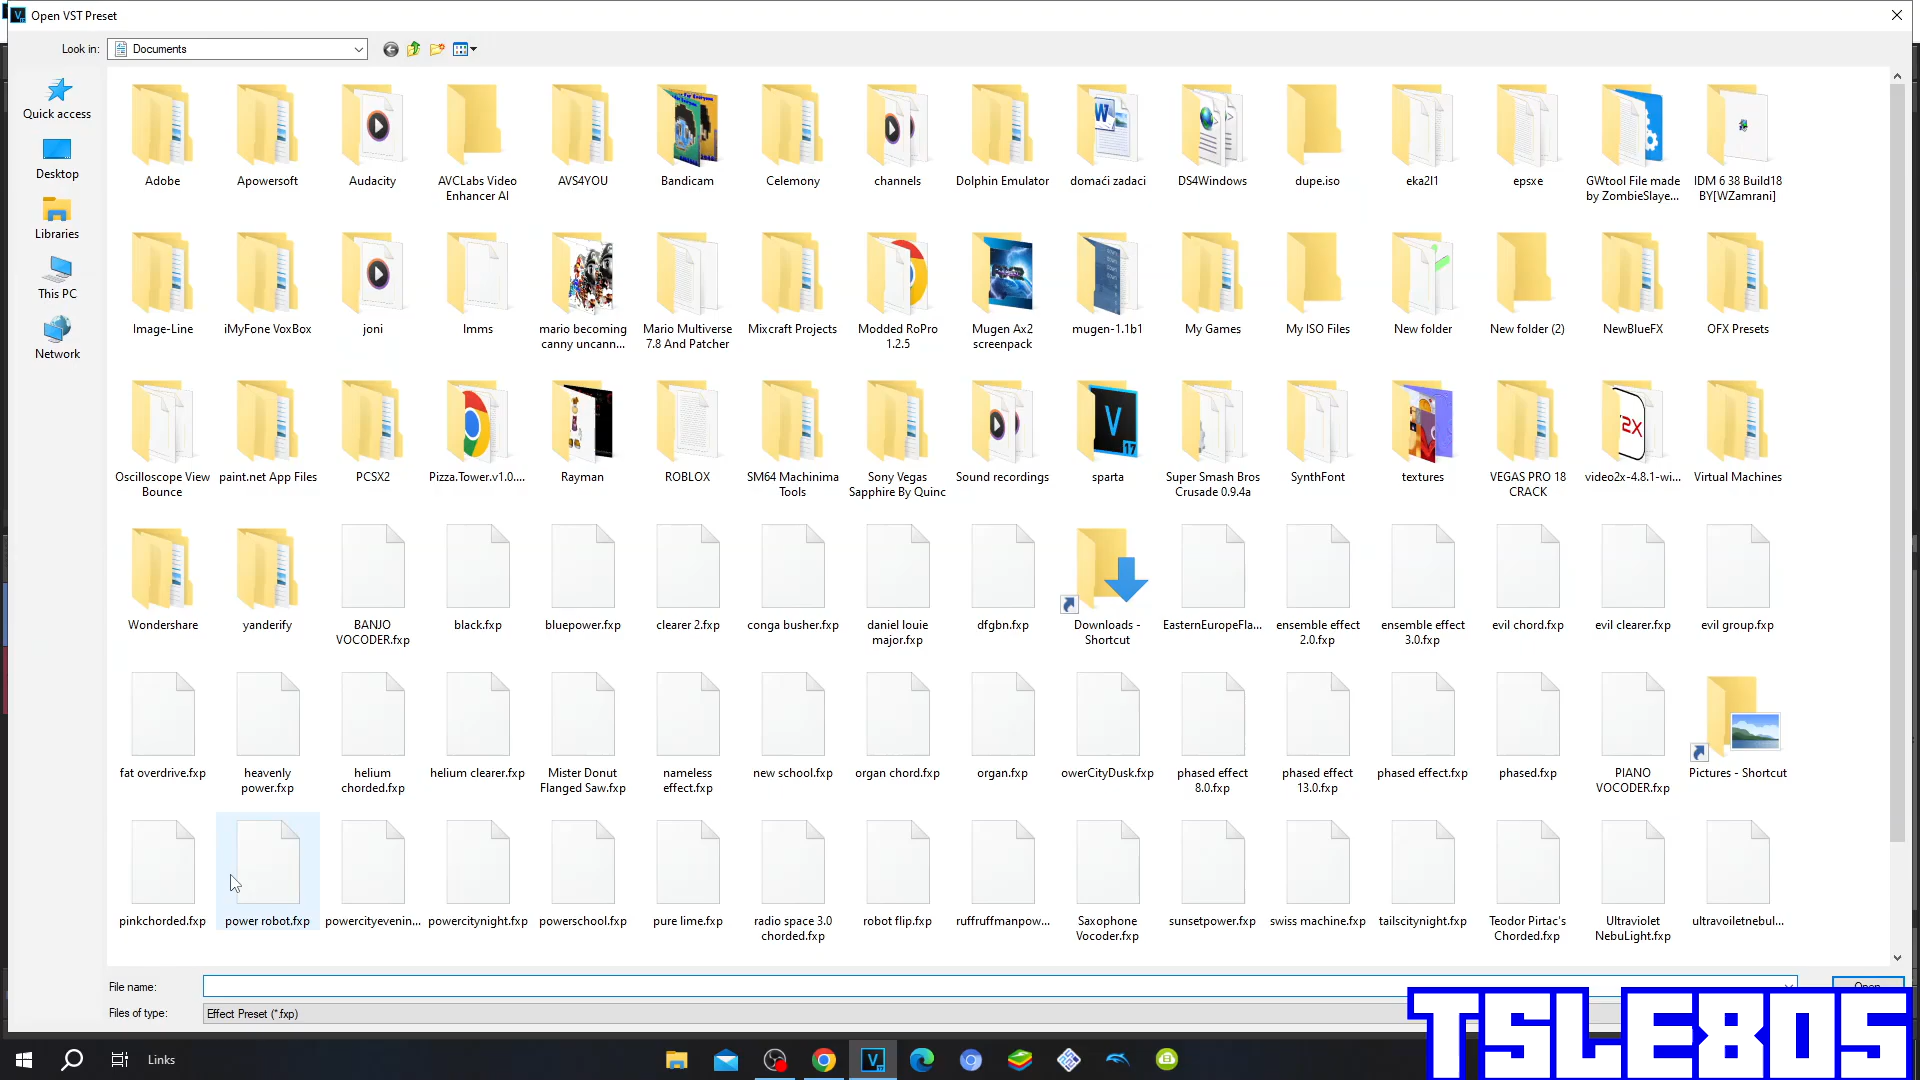 Open VST Preset
Look in:
Documents
Quick access
Desktop
Libraries
This PC
Network
Adobe
Apowersoft
Audacity
AVCLabs Video
Enhancer AI
AVS4YOU
Bandicam
Celemony
channels
Dolphin Emulator
domaći zadaci
DS4Windows
dupe.iso
eka2l1
epsxe
GWtool File made
by ZombieSlaye...
IDM 6 38 Build18
BY[WZamrani]
Image-Line
iMyFone VoxBox
joni
lmms
mario becoming
canny uncann...
Mario Multiverse
7.8 And Patcher
Mixcraft Projects
Modded RoPro
1.2.5
Mugen Ax2
screenpack
mugen-1.1b1
My Games
My ISO Files
New folder
New folder (2)
NewBlueFX
OFX Presets
Oscilloscope View
Bounce
paint.net App Files
PCSX2
Pizza.Tower.v1.0....
Rayman
ROBLOX
SM64 Machinima
Tools
Sony Vegas
Sapphire By Quinc
Sound recordings
sparta
Super Smash Bros
Crusade 0.9.4a
SynthFont
textures
VEGAS PRO 18
CRACK
video2x-4.8.1-wi...
Virtual Machines
Wondershare
yanderify
BANJO
VOCODER.fxp
black.fxp
bluepower.fxp
clearer 2.fxp
conga busher.fxp
daniel louie
major.fxp
dfgbn.fxp
Downloads -
Shortcut
EasternEuropeFla...
ensemble effect
2.0.fxp
ensemble effect
3.0.fxp
evil chord.fxp
evil clearer.fxp
evil group.fxp
fat overdrive.fxp
heavenly
power.fxp
helium
chorded.fxp
helium clearer.fxp
Mister Donut
Flanged Saw.fxp
nameless
effect.fxp
new school.fxp
organ chord.fxp
organ.fxp
owerCityDusk.fxp
phased effect
8.0.fxp
phased effect
13.0.fxp
phased effect.fxp
phased.fxp
PIANO
VOCODER.fxp
Pictures - Shortcut
pinkchorded.fxp
power robot.fxp
powercityevenin...
powercitynight.fxp
powerschool.fxp
pure lime.fxp
radio space 3.0
chorded.fxp
robot flip.fxp
ruffruffmanpow...
Saxophone
Vocoder.fxp
sunsetpower.fxp
swiss machine.fxp
tailscitynight.fxp
Teodor Pirtac's
Chorded.fxp
Ultraviolet
NebuLight.fxp
ultravoiletnebul...
File name:
Open
Files of type:
Effect Preset (*.fxp)
TSLE8OS
Links